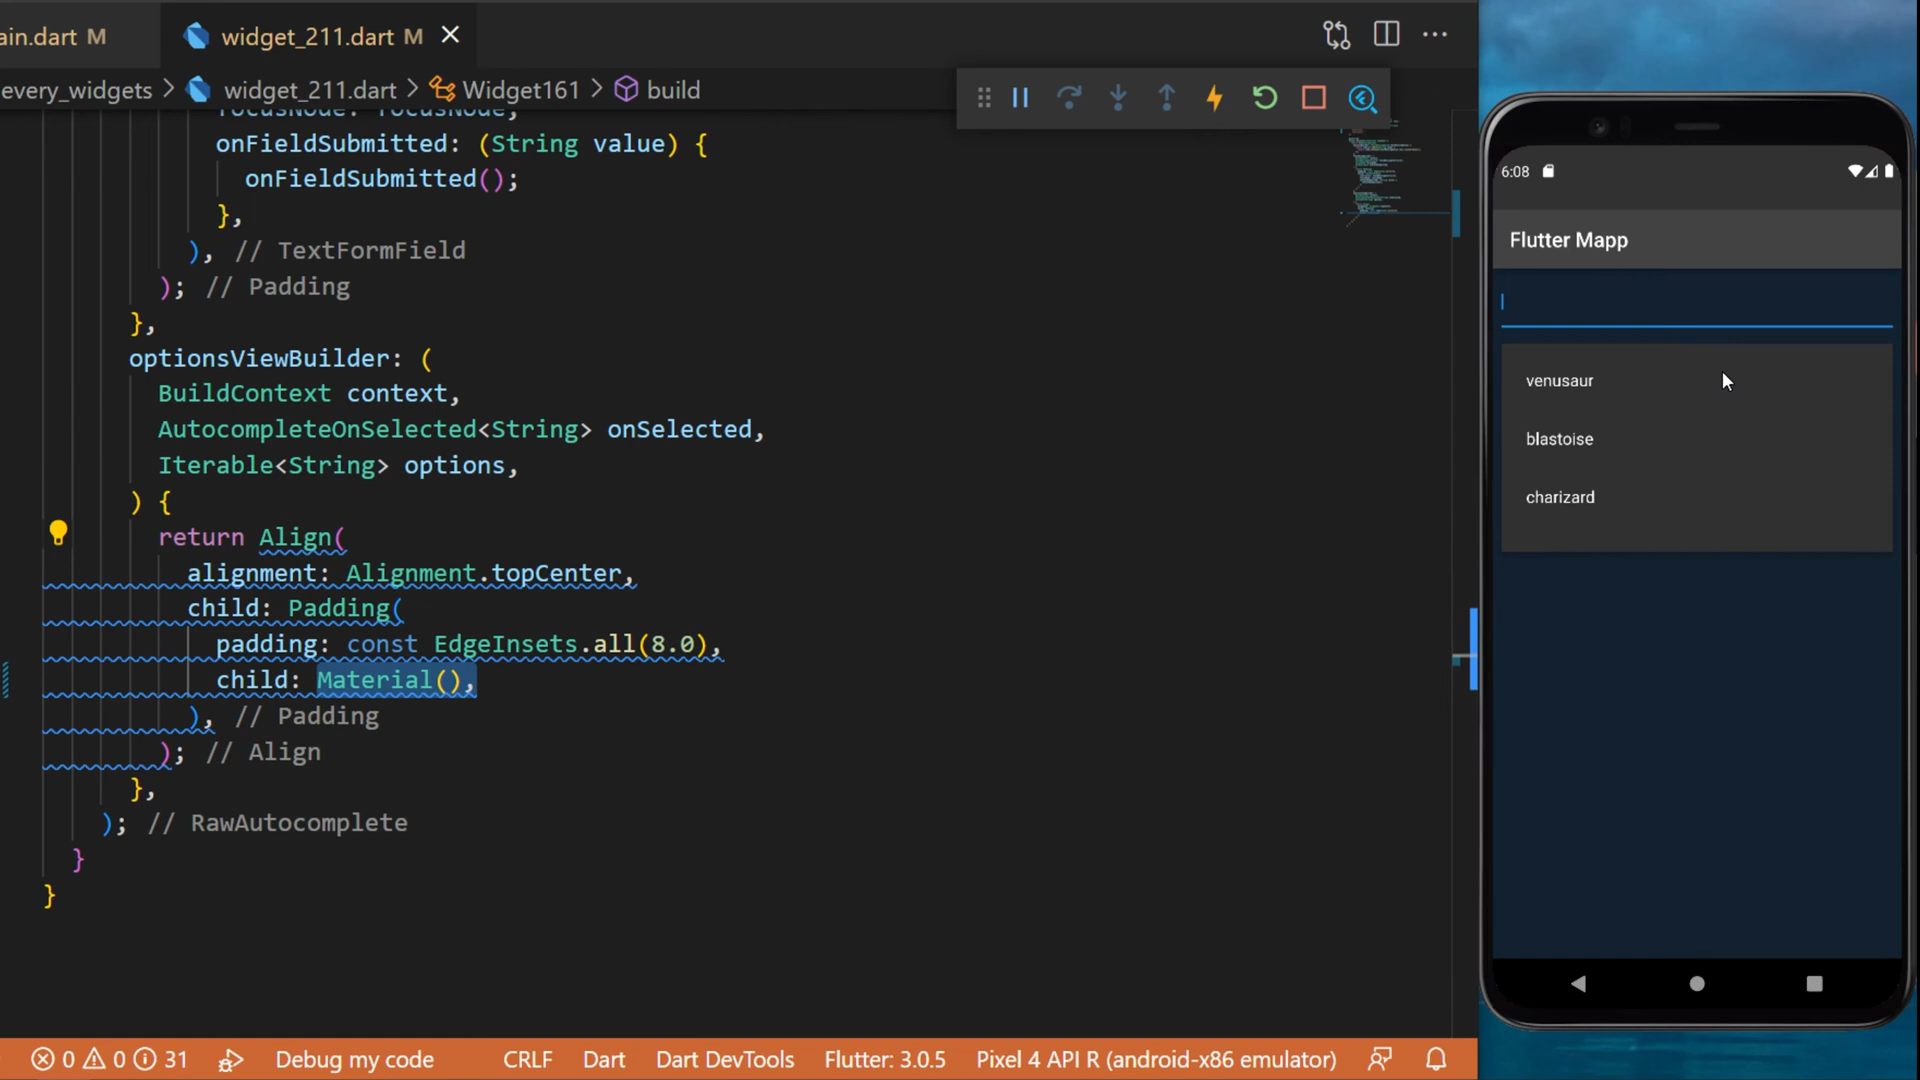 ain.dart M
widget_211.dart M
every_widgets > widget_211.dart > Widget161 > build
focusNode: focusNode,
onFieldSubmitted: (String value) {
onFieldSubmitted();
},
), // TextFormField
); // Padding
},
optionsViewBuilder: (
BuildContext context,
AutocompleteOnSelected<String> onSelected,
Iterable<String> options,
) {
return Align(
alignment: Alignment.topCenter,
child: Padding(
padding: const EdgeInsets.all(8.0),
child: Material(),
), // Padding
); // Align
},
); // RawAutocomplete
}
}
0 0 31 Debug my code CRLF Dart Dart DevTools Flutter: 3.0.5 Pixel 4 API R (android-x86 emulator)
6:08
Flutter Mapp
venusaur
blastoise
charizard